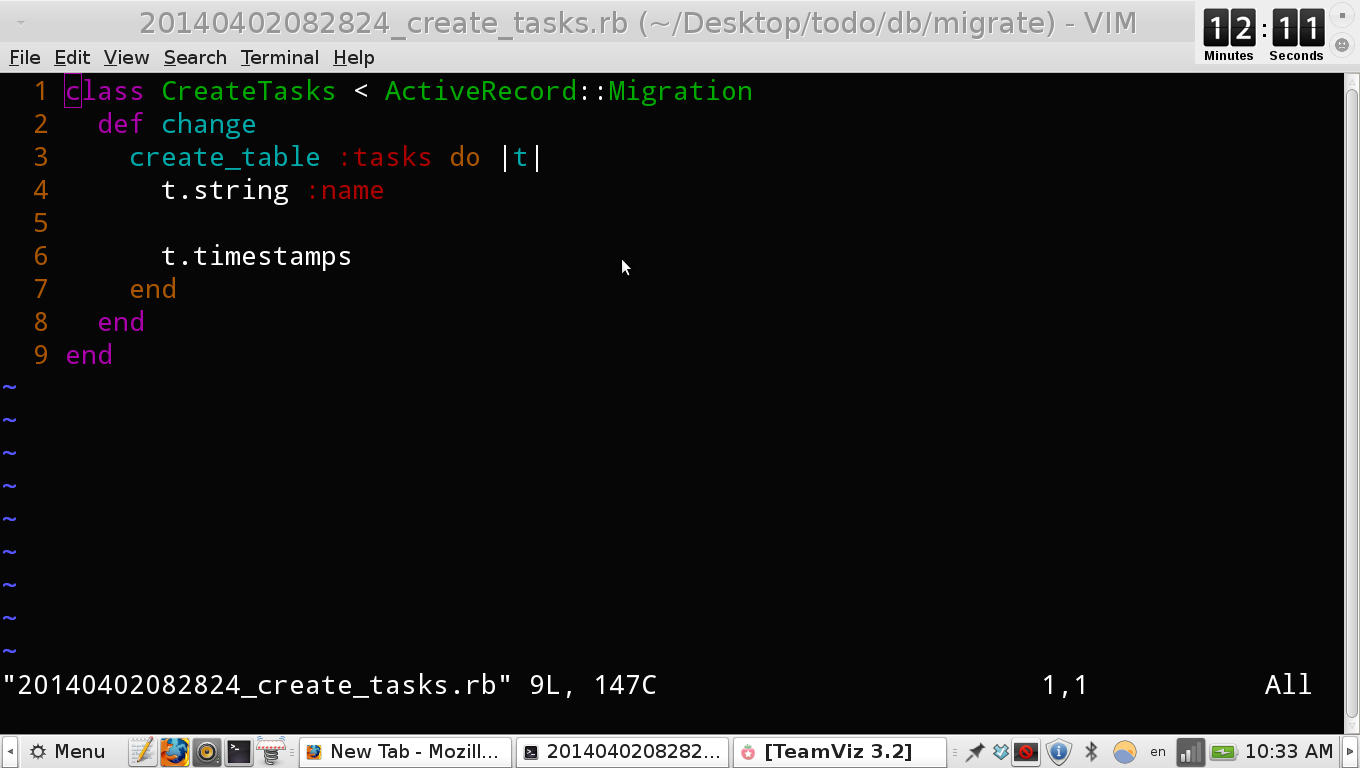 20140402082824_create_tasks.rb (~/Desktop/todo/db/migrate) - VIM
12 : 11
Minutes Seconds
File Edit View Search Terminal Help
1 class CreateTasks < ActiveRecord::Migration
2   def change
3     create_table :tasks do |t|
4       t.string :name
5
6       t.timestamps
7     end
8   end
9 end
~
~
~
~
~
~
~
~
~
"20140402082824_create_tasks.rb" 9L, 147C 1,1 All
Menu New Tab - Mozill... 2014040208282... [TeamViz 3.2] en 10:33 AM